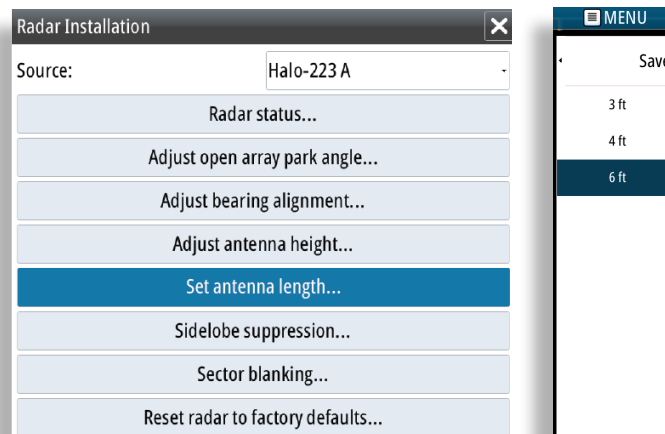 Radar Installation
Source: Halo-223 A
Radar status...
Adjust open array park angle...
Adjust bearing alignment...
Adjust antenna height...
Set antenna length...
Sidelobe suppression...
Sector blanking...
Reset radar to factory defaults...
MENU
Save
3 ft
4 ft
6 ft